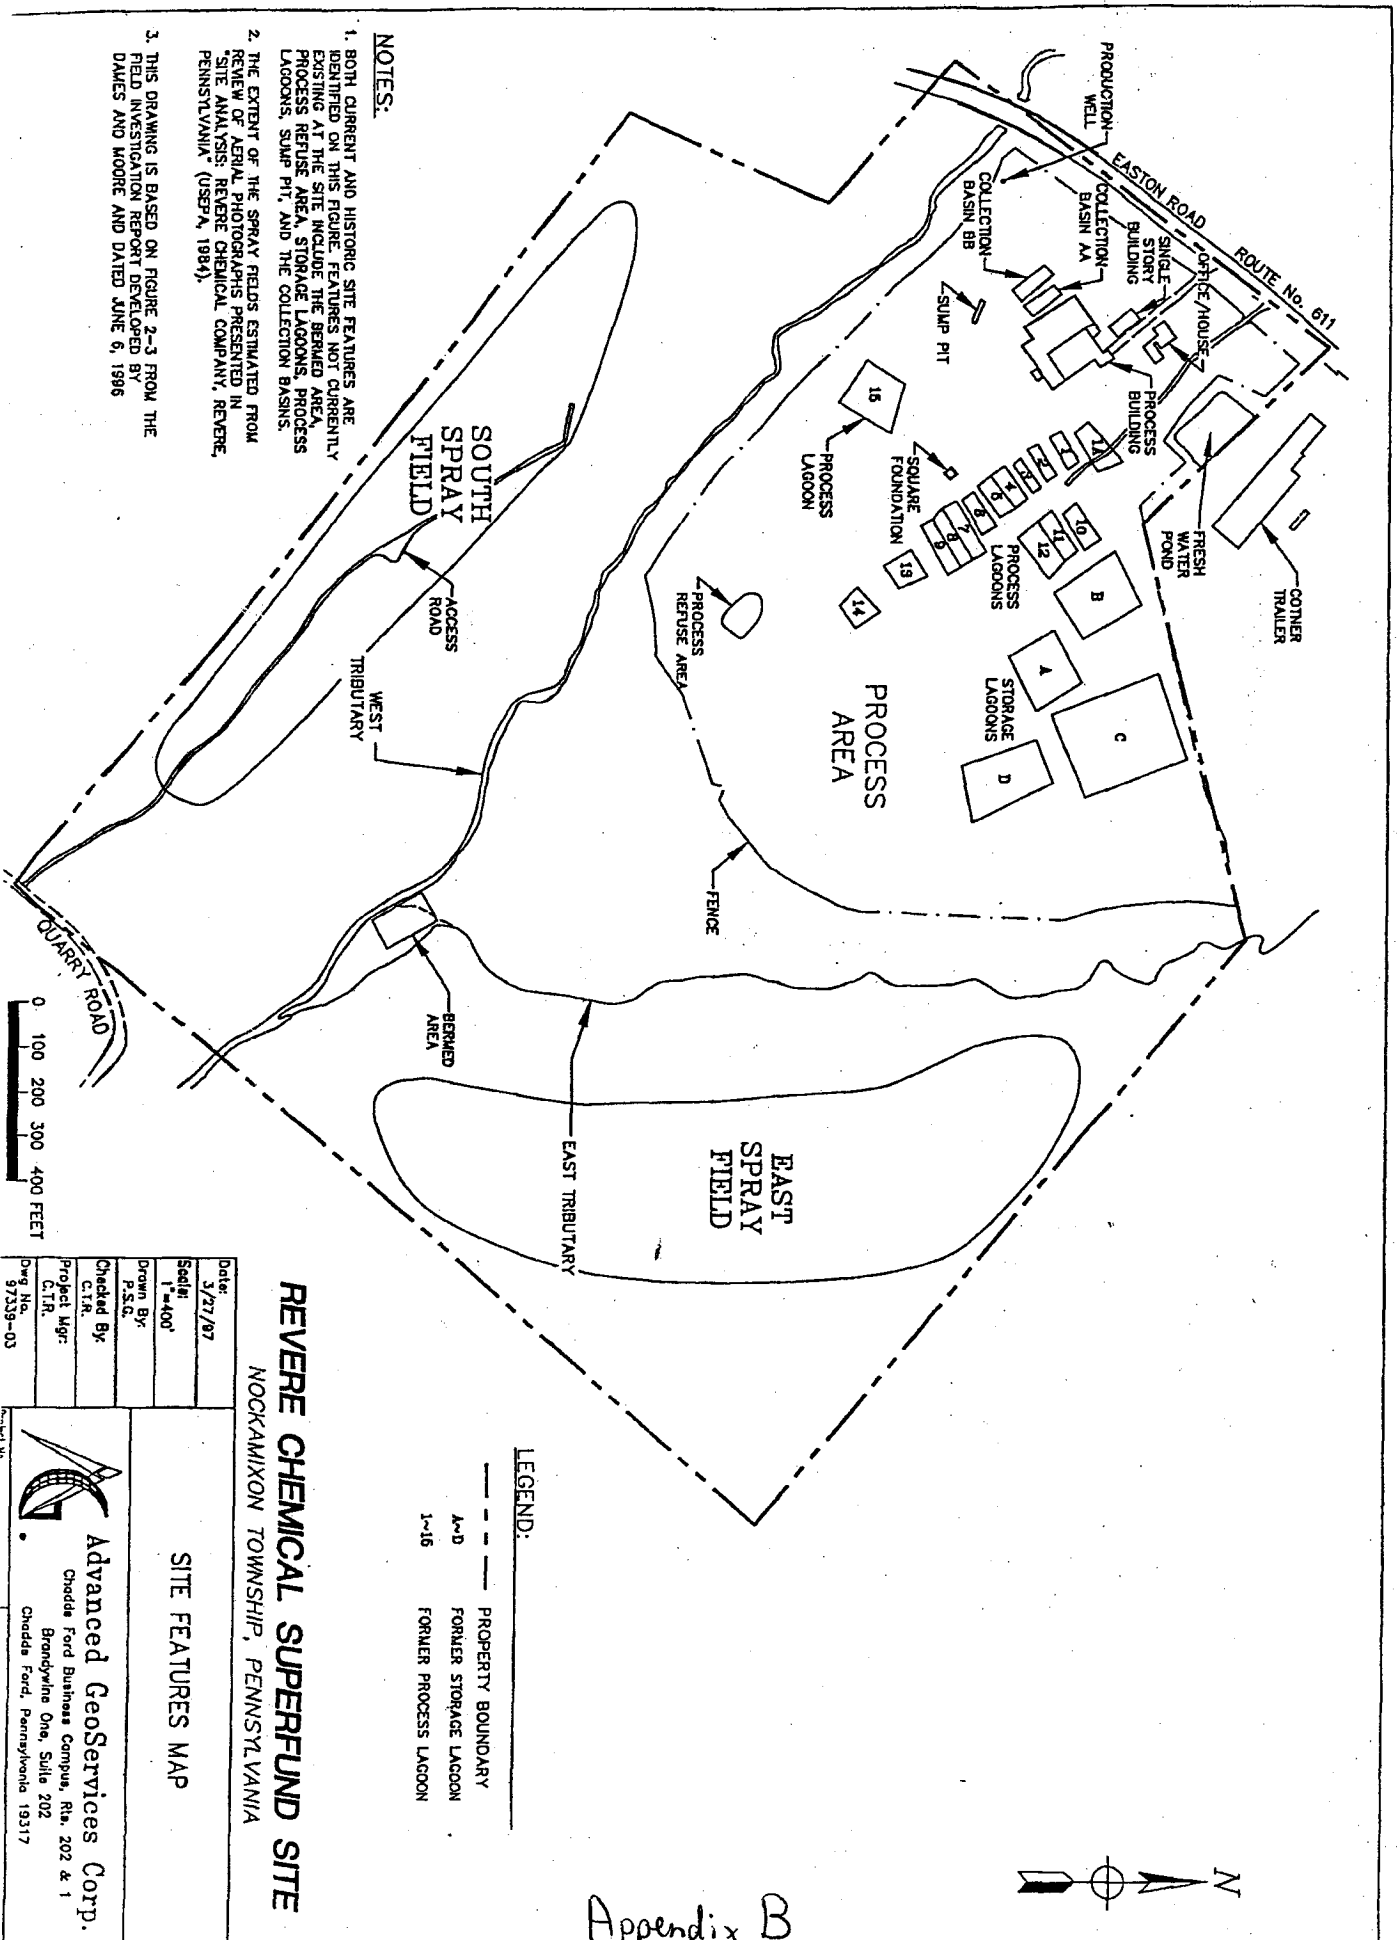 PRODUCTION
WELL
EASTON ROAD
ROUTE No. 611
COLLECTION
BASIN AA
COLLECTION
BASIN BB
SINGLE
STORY
BUILDING
OFFICE/HOUSE
SUMP PIT
PROCESS
BUILDING
FRESH
WATER
POND
COTNER
TRAILER
15
PROCESS
LAGOON
SQUARE
FOUNDATION
1A
1
2
3
4
5
6
7
8
9
10
11
12
13
14
PROCESS
LAGOONS
B
A
C
D
STORAGE
LAGOONS
PROCESS
REFUSE AREA
PROCESS
AREA
FENCE
SOUTH
SPRAY
FIELD
ACCESS
ROAD
WEST
TRIBUTARY
BERMED
AREA
EAST TRIBUTARY
EAST
SPRAY
FIELD
QUARRY ROAD
NOTES:
1. BOTH CURRENT AND HISTORIC SITE FEATURES ARE
IDENTIFIED ON THIS FIGURE. FEATURES NOT CURRENTLY
EXISTING AT THE SITE INCLUDE THE BERMED AREA,
PROCESS REFUSE AREA, STORAGE LAGOONS, PROCESS
LAGOONS, SUMP PIT, AND THE COLLECTION BASINS.
2. THE EXTENT OF THE SPRAY FIELDS ESTIMATED FROM
REVIEW OF AERIAL PHOTOGRAPHS PRESENTED IN
"SITE ANALYSIS: REVERE CHEMICAL COMPANY, REVERE,
PENNSYLVANIA" (USEPA, 1984).
3. THIS DRAWING IS BASED ON FIGURE 2-3 FROM THE
FIELD INVESTIGATION REPORT DEVELOPED BY
DAMES AND MOORE AND DATED JUNE 6, 1996
0 100 200 300 400 FEET
LEGEND:
PROPERTY BOUNDARY
A~D FORMER STORAGE LAGOON
1~16 FORMER PROCESS LAGOON
N
REVERE CHEMICAL SUPERFUND SITE
NOCKAMIXON TOWNSHIP, PENNSYLVANIA
Date:
3/27/97
Scale:
1"=400'
Drawn By:
P.S.G.
Checked By:
C.T.R.
Project Mgr:
C.T.R.
Dwg No.
97339-03
SITE FEATURES MAP
Advanced GeoServices Corp.
Chadds Ford Business Campus, Rts. 202 & 1
Brandywine One, Suite 202
Chadds Ford, Pennsylvania 19317
Appendix B